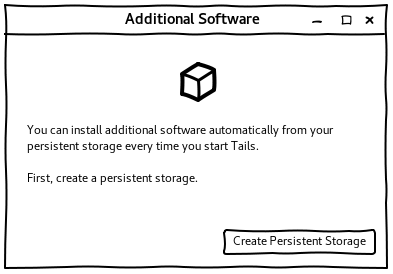 Additional Software
You can install additional software automatically from your
persistent storage every time you start Tails.
First, create a persistent storage.
Create Persistent Storage